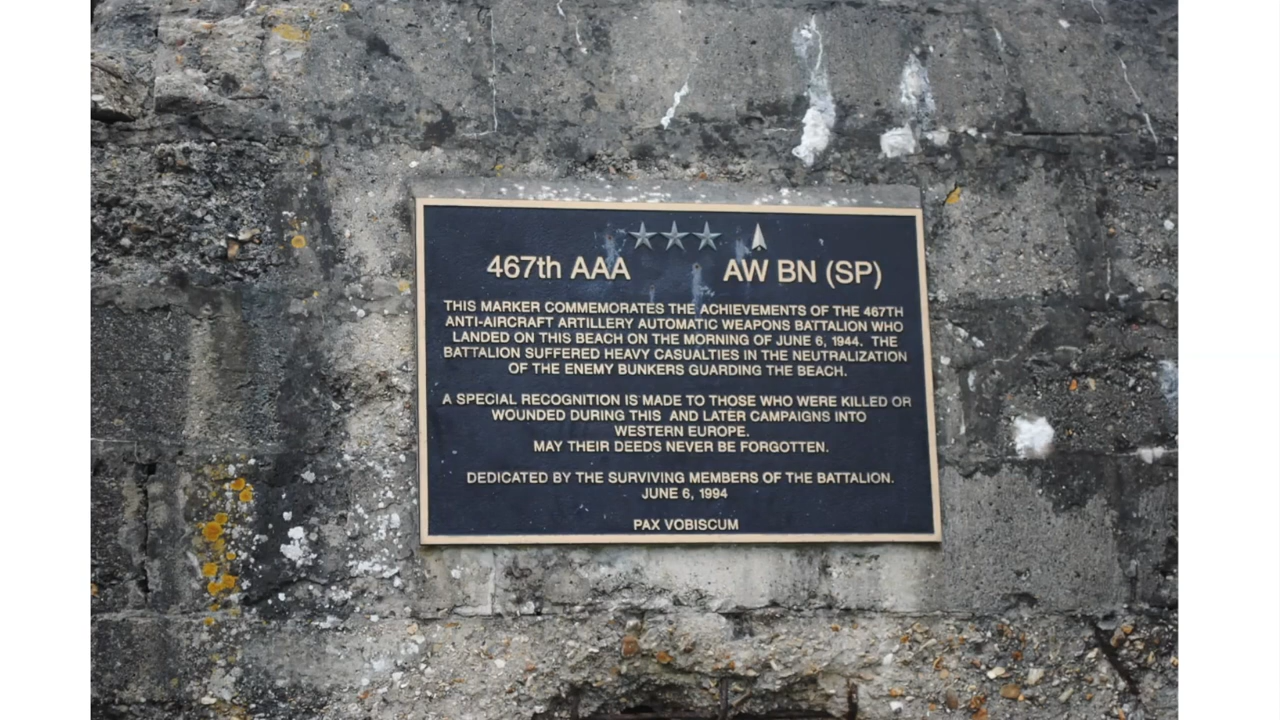 467th AAA AW BN (SP)
THIS MARKER COMMEMORATES THE ACHIEVEMENTS OF THE 467TH
ANTI-AIRCRAFT ARTILLERY AUTOMATIC WEAPONS BATTALION WHO
LANDED ON THIS BEACH ON THE MORNING OF JUNE 6, 1944. THE
BATTALION SUFFERED HEAVY CASUALTIES IN THE NEUTRALIZATION
OF THE ENEMY BUNKERS GUARDING THE BEACH.
A SPECIAL RECOGNITION IS MADE TO THOSE WHO WERE KILLED OR
WOUNDED DURING THIS AND LATER CAMPAIGNS INTO
WESTERN EUROPE.
MAY THEIR DEEDS NEVER BE FORGOTTEN.
DEDICATED BY THE SURVIVING MEMBERS OF THE BATTALION.
JUNE 6, 1994
PAX VOBISCUM